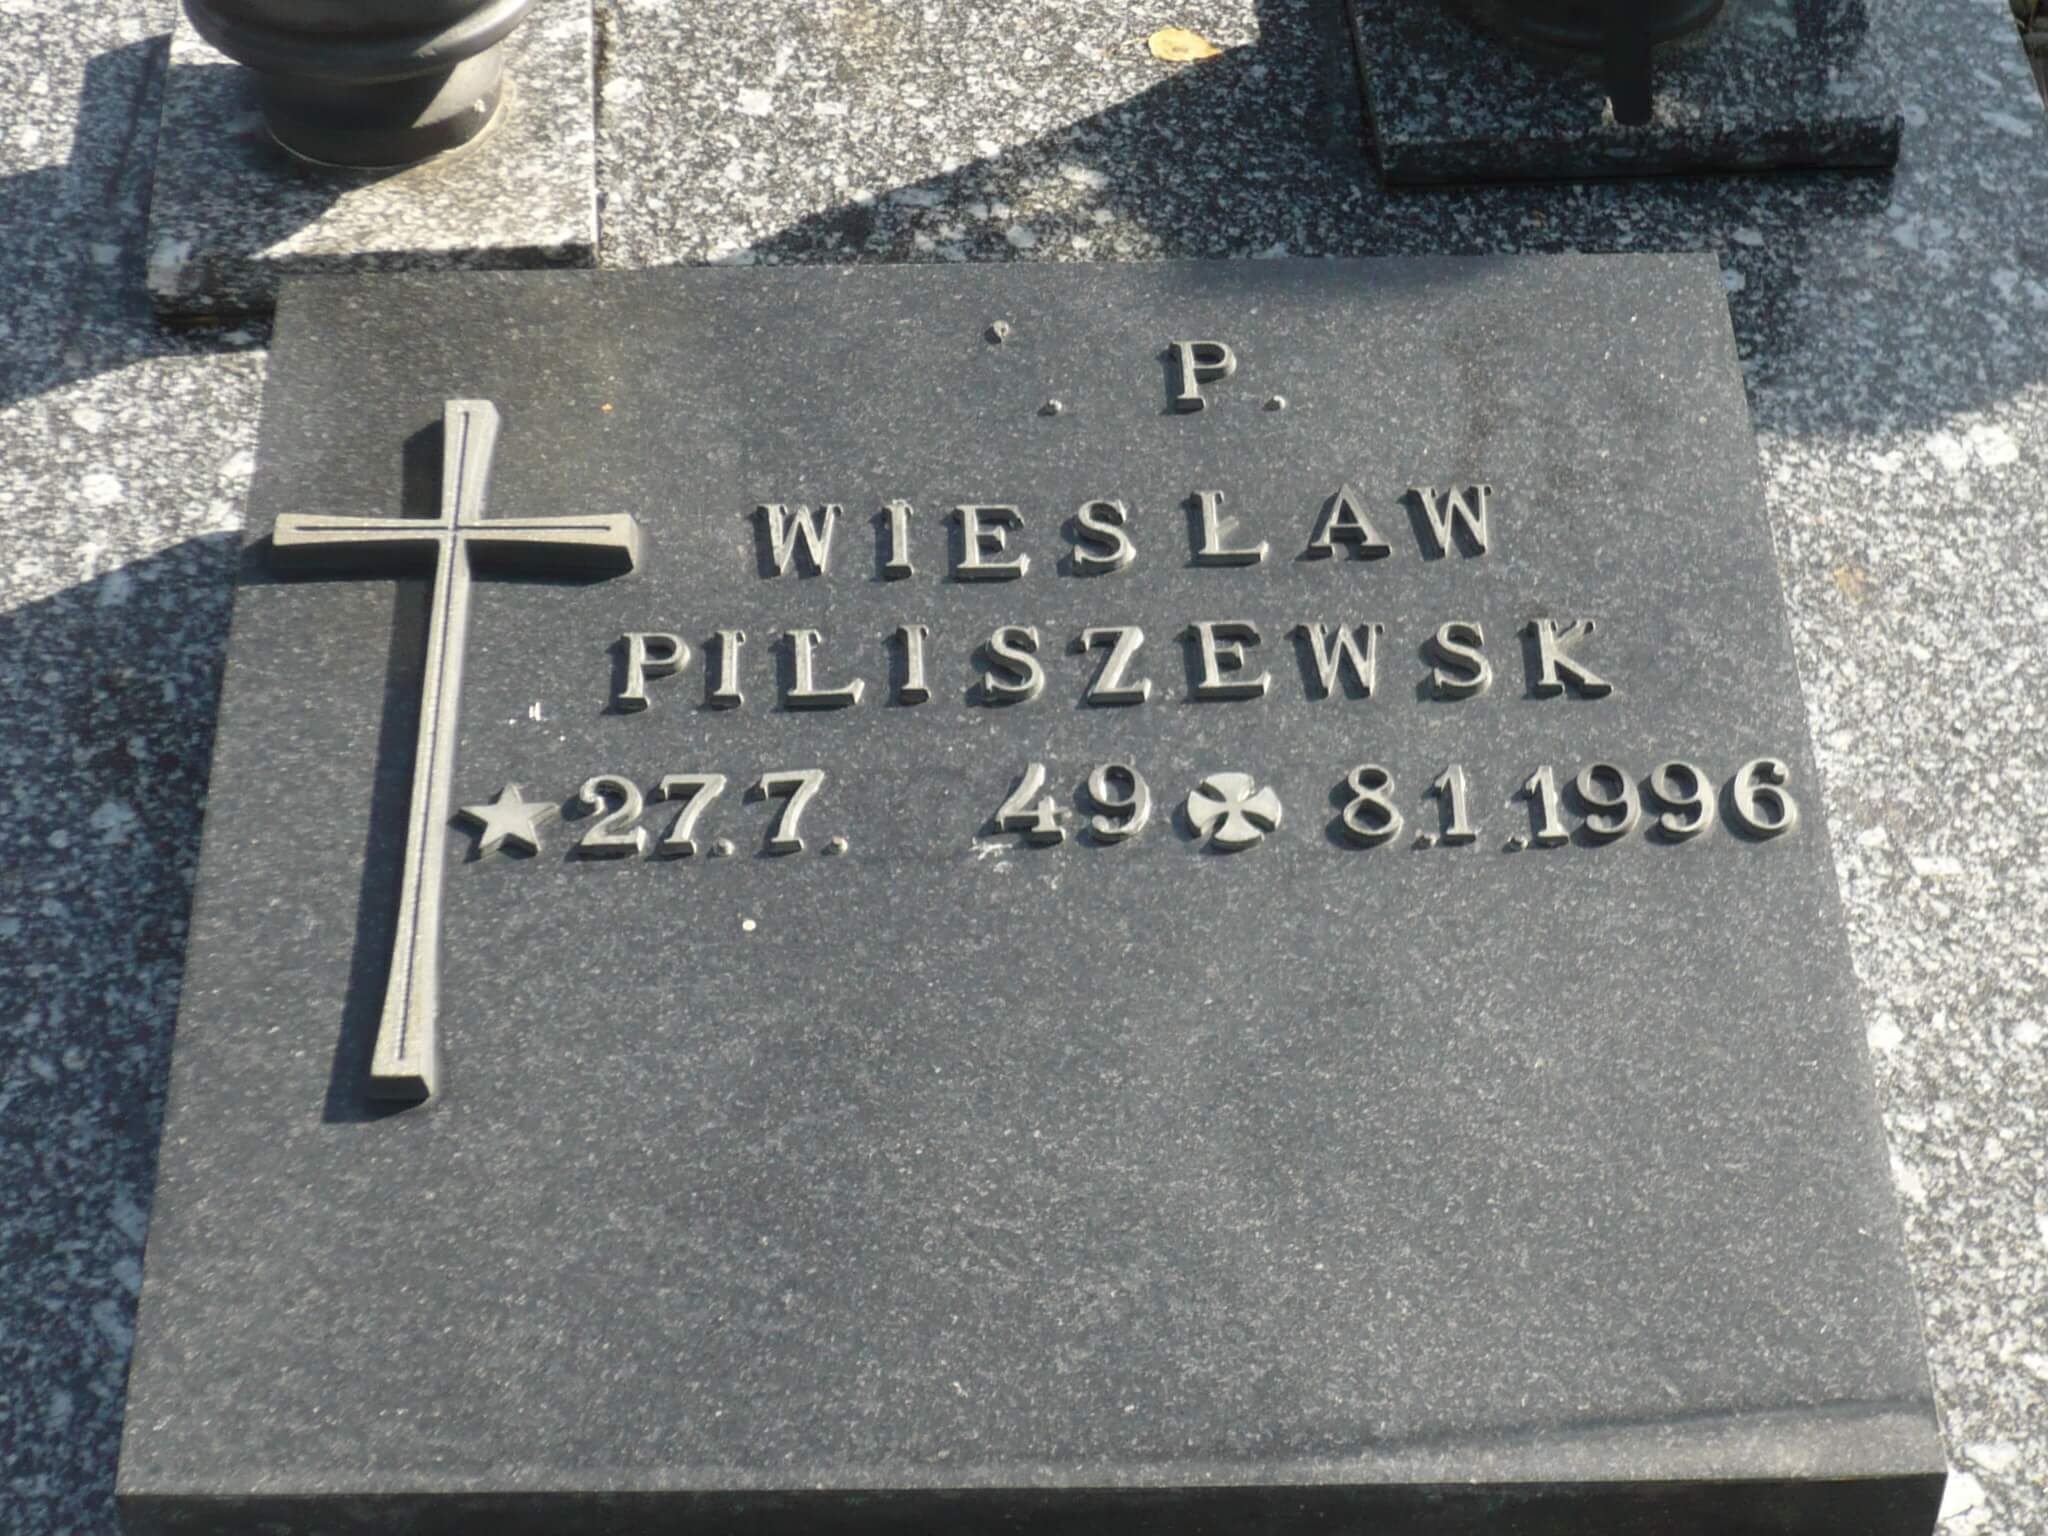 . P.
WIESŁAW
PILISZEWSK
27.7. 49 8.1.1996